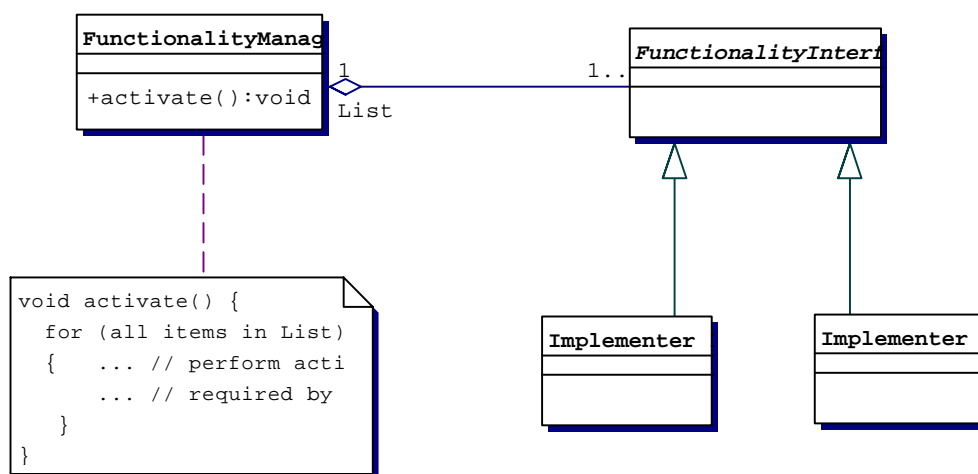 FunctionalityManag
+activate():void
1
List
1..
FunctionalityInterf
void activate() {
for (all items in List)
{ ... // perform acti
... // required by
}
}
Implementer
Implementer